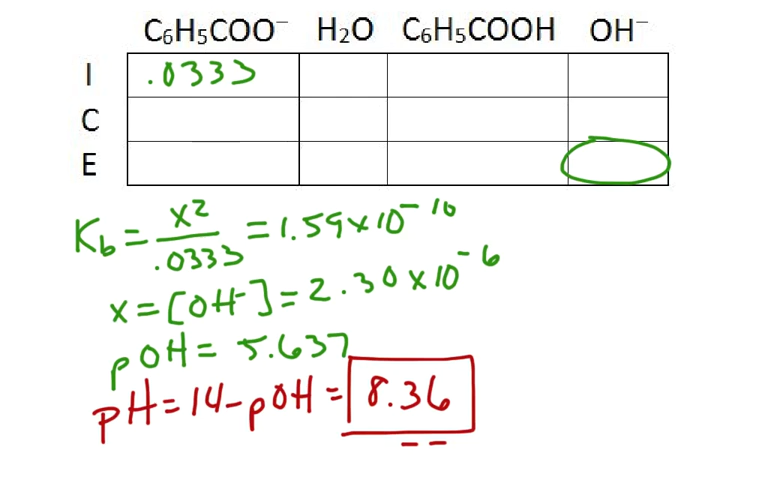 C₆H₅COO⁻ H₂O C₆H₅COOH OH⁻
I .0333
C
E
K_b = x² / .0333 = 1.59 × 10⁻¹⁰
x = [OH⁻] = 2.30 × 10⁻⁶
pOH = 5.637
pH = 14 - pOH = 8.36